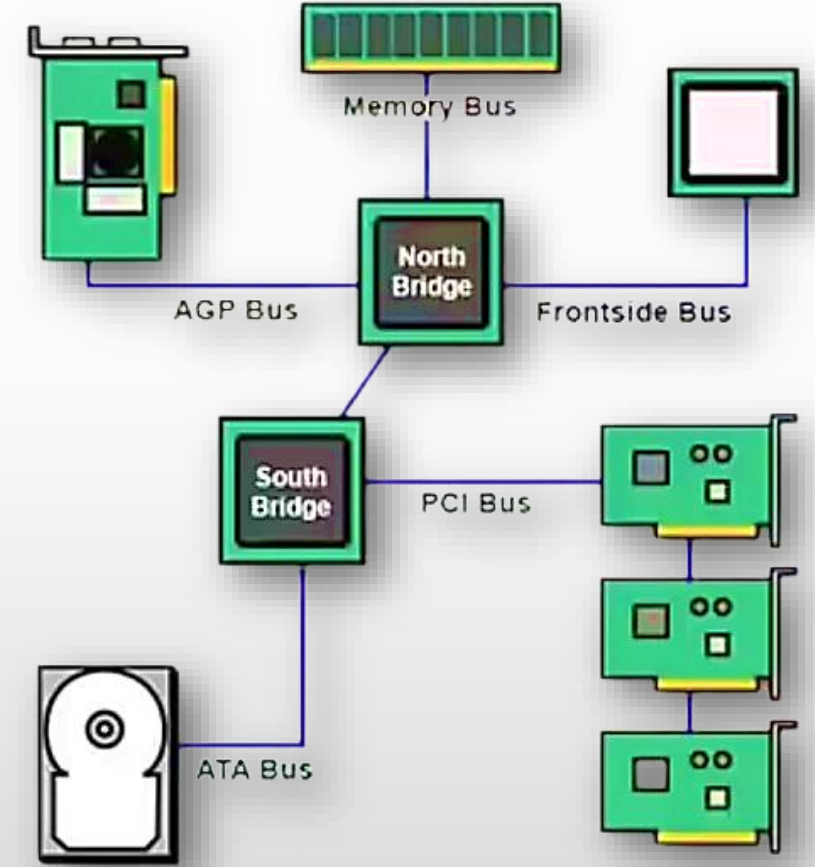 Memory Bus
North
Bridge
AGP Bus
Frontside Bus
South
Bridge
PCI Bus
ATA Bus